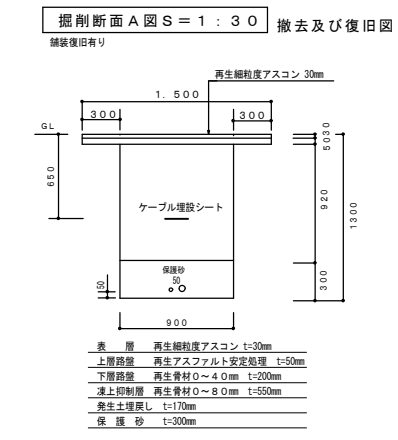 掘削断面A図S=1:30 撤去及び復旧図
舗装復旧有り
再生細粒度アスコン 30mm
1.500
300 300
GL
5030
650
920
1300
ケーブル埋設シート
保護砂
50
50
300
900
表 層 再生細粒度アスコン t=30mm
上層路盤 再生アスファルト安定処理 t=50mm
下層路盤 再生骨材0~40mm t=200mm
凍上抑制層 再生骨材0~80mm t=550mm
発生土埋戻し t=170mm
保 護 砂 t=300mm